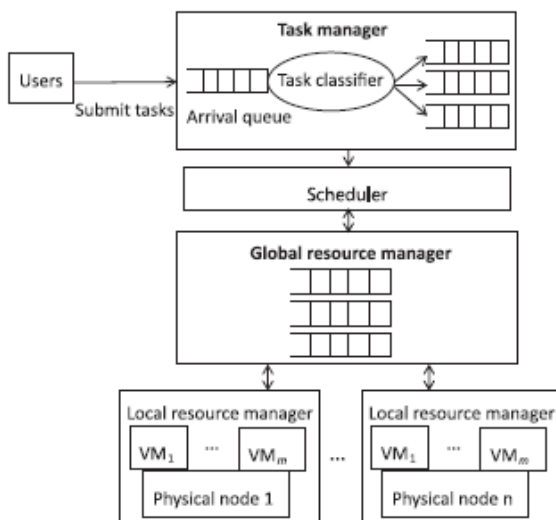 Task manager
Users
Submit tasks
Task classifier
Arrival queue
Scheduler
Global resource manager
Local resource manager
VM₁ ... VMₘ
Physical node 1
...
Local resource manager
VM₁ ... VMₘ
Physical node n